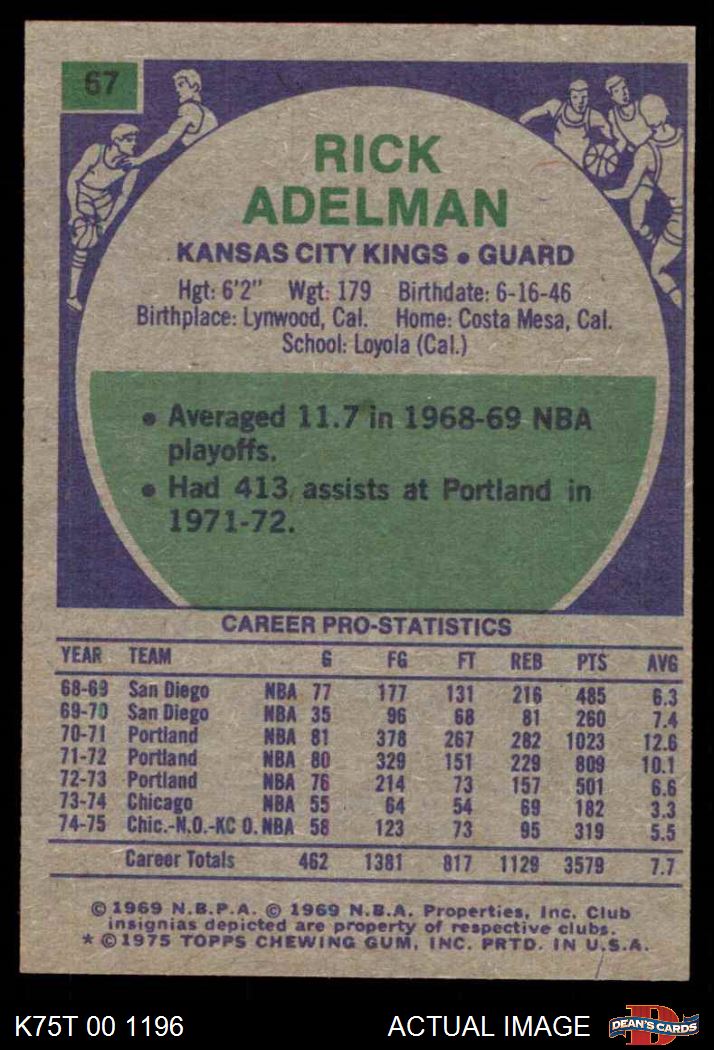 67
RICK
ADELMAN
KANSAS CITY KINGS • GUARD
Hgt: 6'2" Wgt: 179 Birthdate: 6-16-46
Birthplace: Lynwood, Cal. Home: Costa Mesa, Cal.
School: Loyola (Cal.)
• Averaged 11.7 in 1968-69 NBA
playoffs.
• Had 413 assists at Portland in
1971-72.
CAREER PRO-STATISTICS
YEAR TEAM G FG FT REB PTS AVG
68-69 San Diego NBA 77 177 131 216 485 6.3
69-70 San Diego NBA 35 96 68 81 260 7.4
70-71 Portland NBA 81 378 267 282 1023 12.6
71-72 Portland NBA 80 329 151 229 809 10.1
72-73 Portland NBA 76 214 73 157 501 6.6
73-74 Chicago NBA 55 64 54 69 182 3.3
74-75 Chic.-N.O.-KC O. NBA 58 123 73 95 319 5.5
Career Totals 462 1381 817 1129 3579 7.7
© 1969 N.B.P.A. © 1969 N.B.A. Properties, Inc. Club
insignias depicted are property of respective clubs.
* © 1975 TOPPS CHEWING GUM, INC. PRTD. IN U.S.A.
K75T 00 1196 ACTUAL IMAGE D DEAN'S CARDS